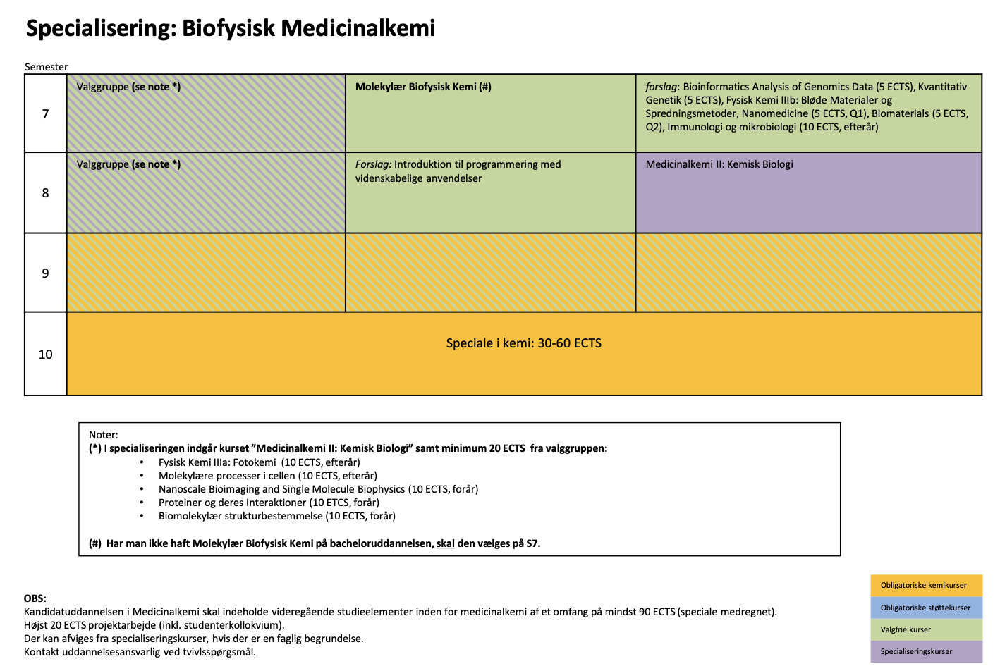 Specialisering: Biofysisk Medicinalkemi
Semester
7
Valggruppe (se note *)
Molekylær Biofysisk Kemi (#)
forslag: Bioinformatics Analysis of Genomics Data (5 ECTS), Kvantitativ
Genetik (5 ECTS), Fysisk Kemi IIIb: Bløde Materialer og
Spredningsmetoder, Nanomedicine (5 ECTS, Q1), Biomaterials (5 ECTS,
Q2), Immunologi og mikrobiologi (10 ECTS, efterår)
8
Valggruppe (se note *)
Forslag: Introduktion til programmering med
videnskabelige anvendelser
Medicinalkemi II: Kemisk Biologi
9
10
Speciale i kemi: 30-60 ECTS
Noter:
(*) I specialiseringen indgår kurset ”Medicinalkemi II: Kemisk Biologi” samt minimum 20 ECTS fra valggruppen:
• Fysisk Kemi IIIa: Fotokemi (10 ECTS, efterår)
• Molekylære processer i cellen (10 ECTS, efterår)
• Nanoscale Bioimaging and Single Molecule Biophysics (10 ECTS, forår)
• Proteiner og deres Interaktioner (10 ETCS, forår)
• Biomolekylær strukturbestemmelse (10 ECTS, forår)
(#) Har man ikke haft Molekylær Biofysisk Kemi på bacheloruddannelsen, skal den vælges på S7.
OBS:
Kandidatuddannelsen i Medicinalkemi skal indeholde videregående studieelementer inden for medicinalkemi af et omfang på mindst 90 ECTS (speciale medregnet).
Højst 20 ECTS projektarbejde (inkl. studenterkollokvium).
Der kan afviges fra specialiseringskurser, hvis der er en faglig begrundelse.
Kontakt uddannelsesansvarlig ved tvivlsspørgsmål.
Obligatoriske kemikurser
Obligatoriske støttekurser
Valgfrie kurser
Specialiseringskurser